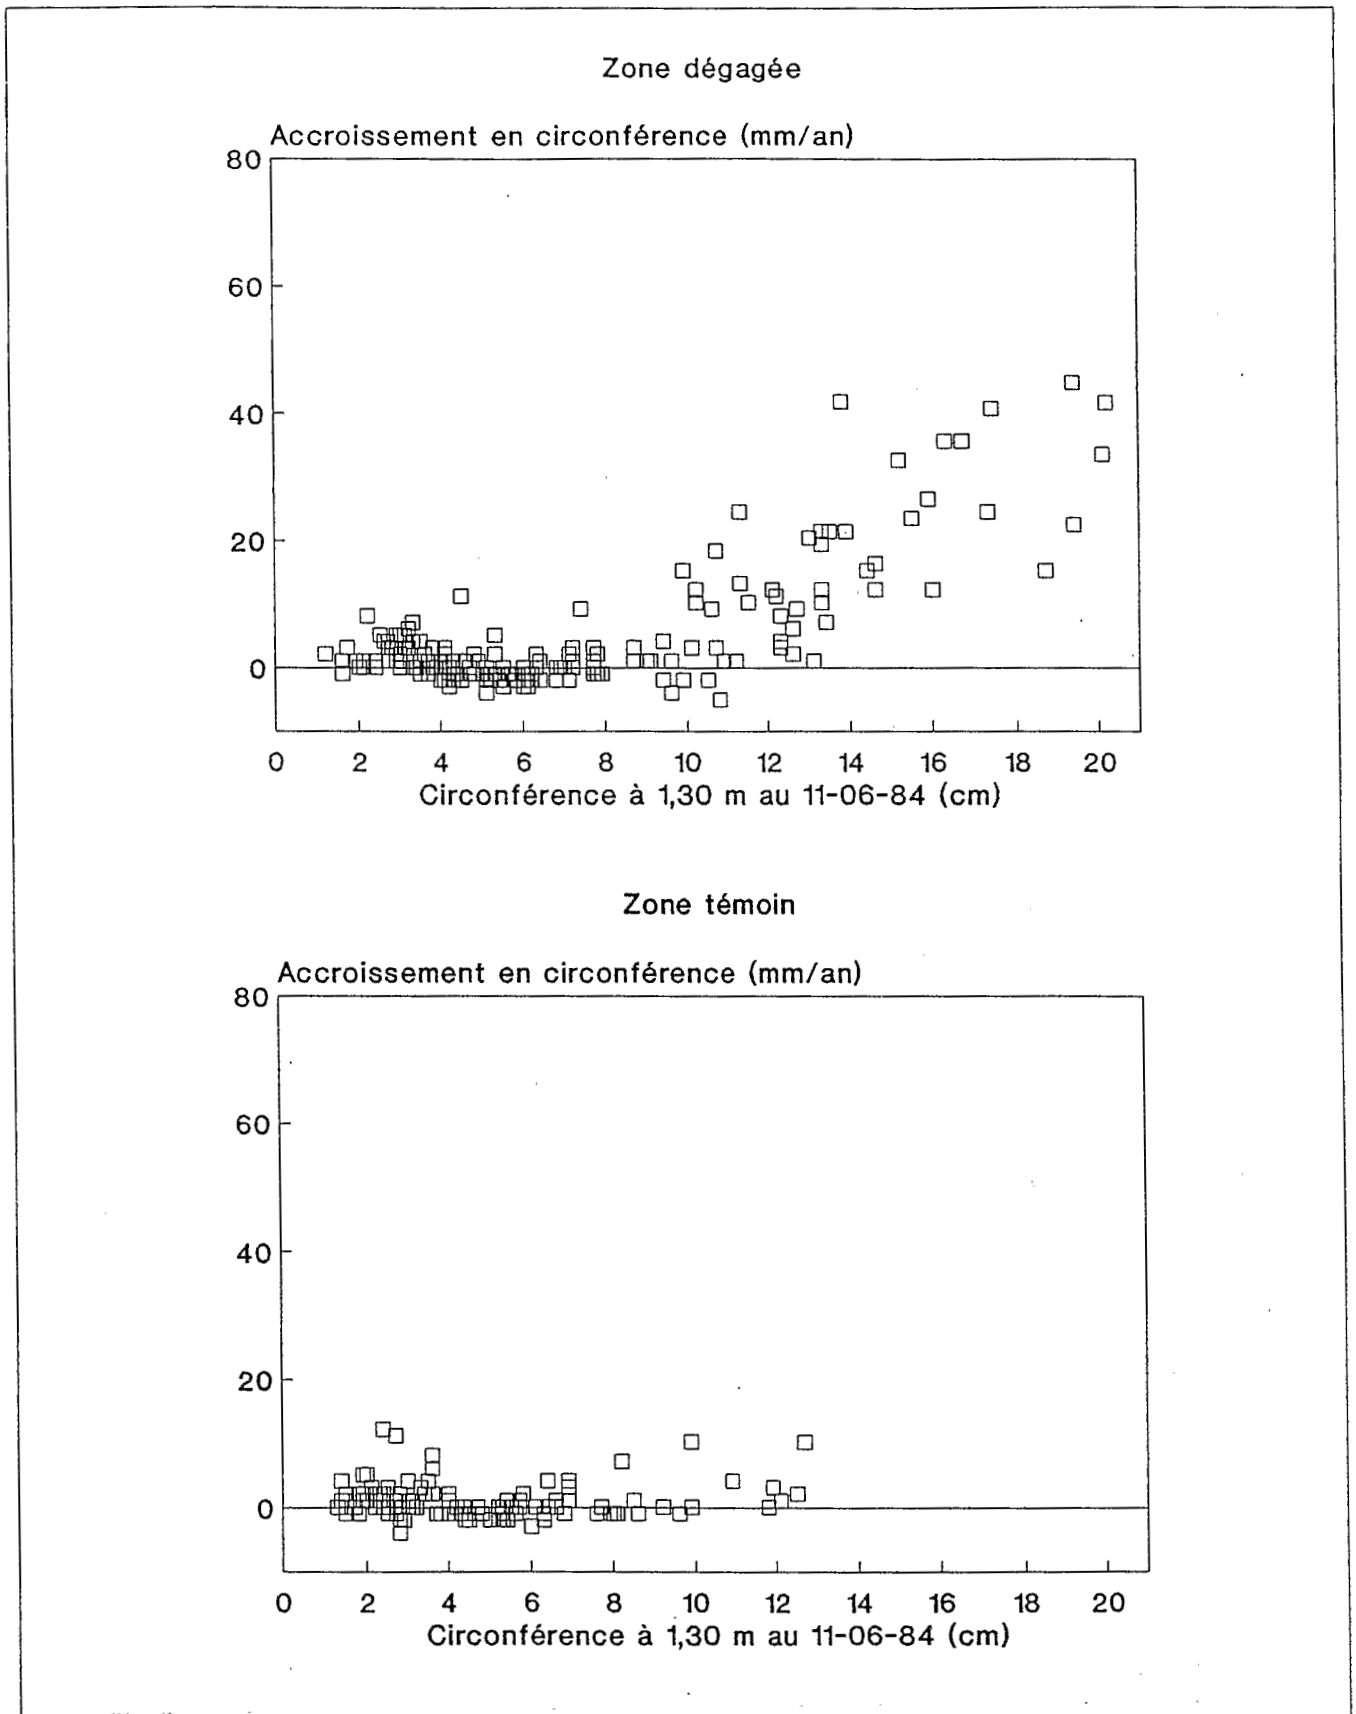 Zone dégagée
Accroissement en circonférence (mm/an)
80
60
40
20
0
0 2 4 6 8 10 12 14 16 18 20
Circonférence à 1,30 m au 11-06-84 (cm)
Zone témoin
Accroissement en circonférence (mm/an)
80
60
40
20
0
0 2 4 6 8 10 12 14 16 18 20
Circonférence à 1,30 m au 11-06-84 (cm)